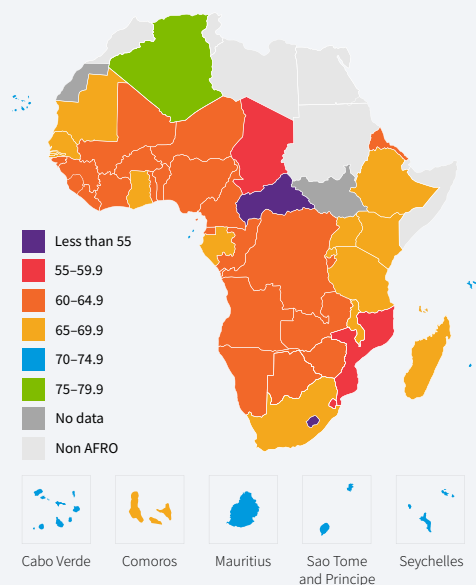 Less than 55
55–59.9
60–64.9
65–69.9
70–74.9
75–79.9
No data
Non AFRO
Cabo Verde
Comoros
Mauritius
Sao Tome
and Principe
Seychelles